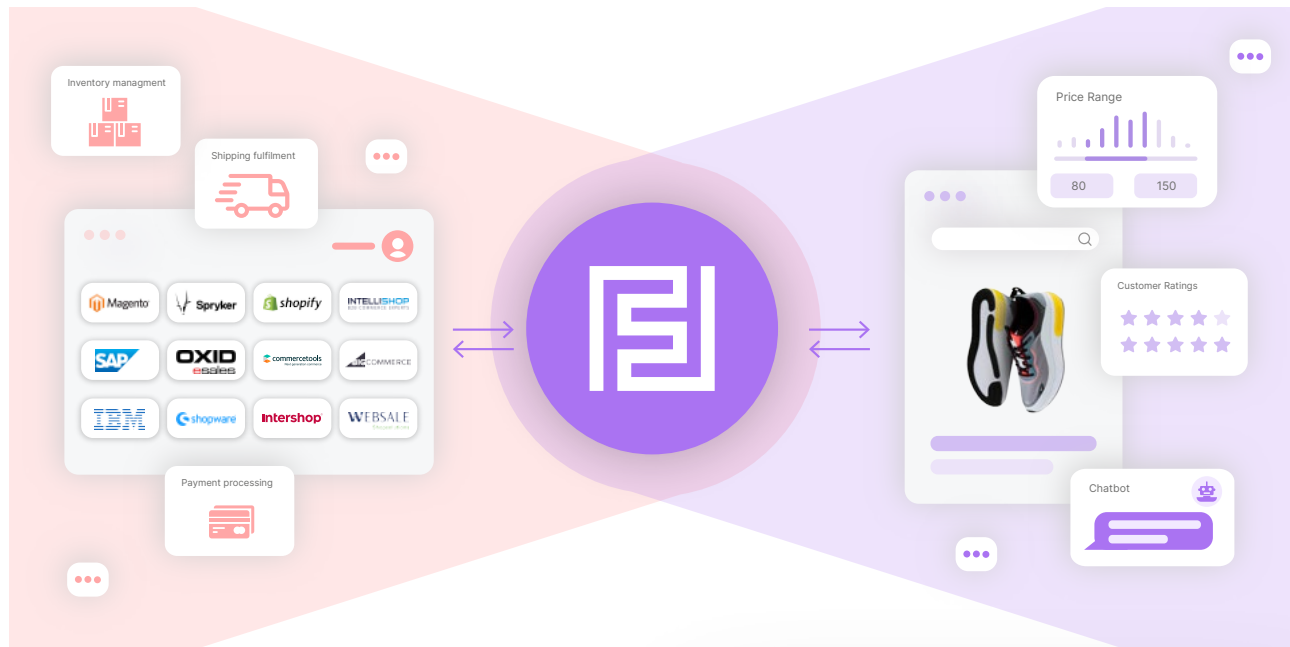 Inventory managment
Shipping fulfilment
Magento
Spryker
shopify
INTELLISHOP
SAP
OXID
esales
commercetools
BIGCOMMERCE
IBM
shopware
Intershop
WEBSALE
Payment processing
Price Range
80
150
Customer Ratings
Chatbot